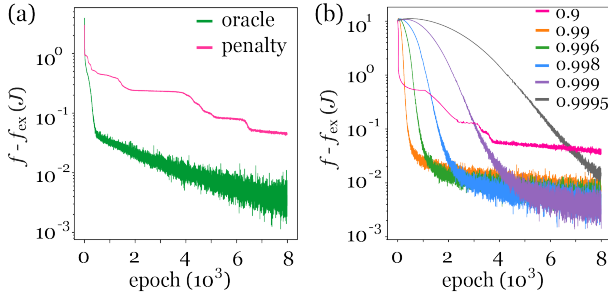 (a)
oracle
penalty
f - f_ex (J)
10^0
10^-1
10^-2
10^-3
0 2 4 6 8
epoch (10^3)
(b)
0.9
0.99
0.996
0.998
0.999
0.9995
f - f_ex (J)
10^1
10^0
10^-1
10^-2
10^-3
0 2 4 6 8
epoch (10^3)